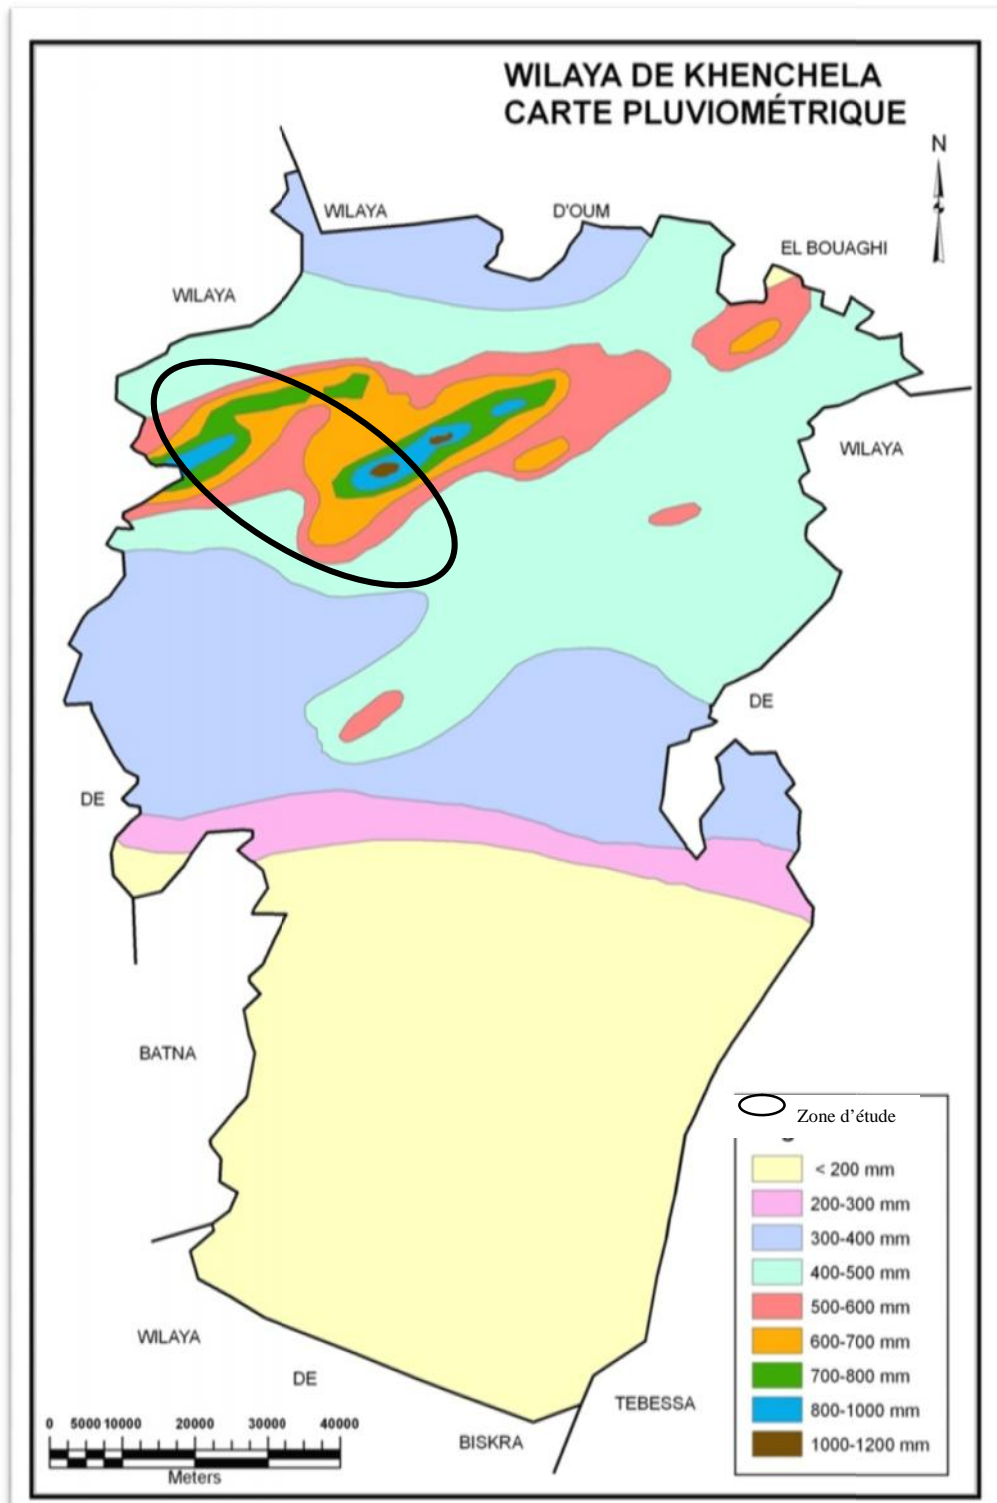 WILAYA DE KHENCHELA
CARTE PLUVIOMÉTRIQUE
N
WILAYA
D'OUM
EL BOUAGHI
WILAYA
WILAYA
DE
DE
BATNA
WILAYA
DE
BISKRA
TEBESSA
Zone d'étude
< 200 mm
200-300 mm
300-400 mm
400-500 mm
500-600 mm
600-700 mm
700-800 mm
800-1000 mm
1000-1200 mm
0 5000 10000 20000 30000 40000
Meters